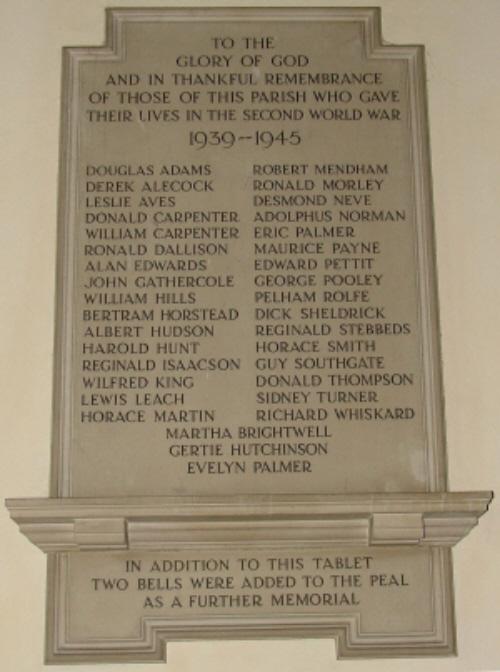 TO THE
GLORY OF GOD
AND IN THANKFUL REMEMBRANCE
OF THOSE OF THIS PARISH WHO GAVE
THEIR LIVES IN THE SECOND WORLD WAR
1939-1945
DOUGLAS ADAMS
DEREK ALECOCK
LESLIE AVES
DONALD CARPENTER
WILLIAM CARPENTER
RONALD DALLISON
ALAN EDWARDS
JOHN GATHERCOLE
WILLIAM HILLS
BERTRAM HORSTEAD
ALBERT HUDSON
HAROLD HUNT
REGINALD ISAACSON
WILFRED KING
LEWIS LEACH
HORACE MARTIN
ROBERT MENDHAM
RONALD MORLEY
DESMOND NEVE
ADOLPHUS NORMAN
ERIC PALMER
MAURICE PAYNE
EDWARD PETTIT
GEORGE POOLEY
PELHAM ROLFE
DICK SHELDRICK
REGINALD STEBBEDS
HORACE SMITH
GUY SOUTHGATE
DONALD THOMPSON
SIDNEY TURNER
RICHARD WHISKARD
MARTHA BRIGHTWELL
GERTIE HUTCHINSON
EVELYN PALMER
IN ADDITION TO THIS TABLET
TWO BELLS WERE ADDED TO THE PEAL
AS A FURTHER MEMORIAL